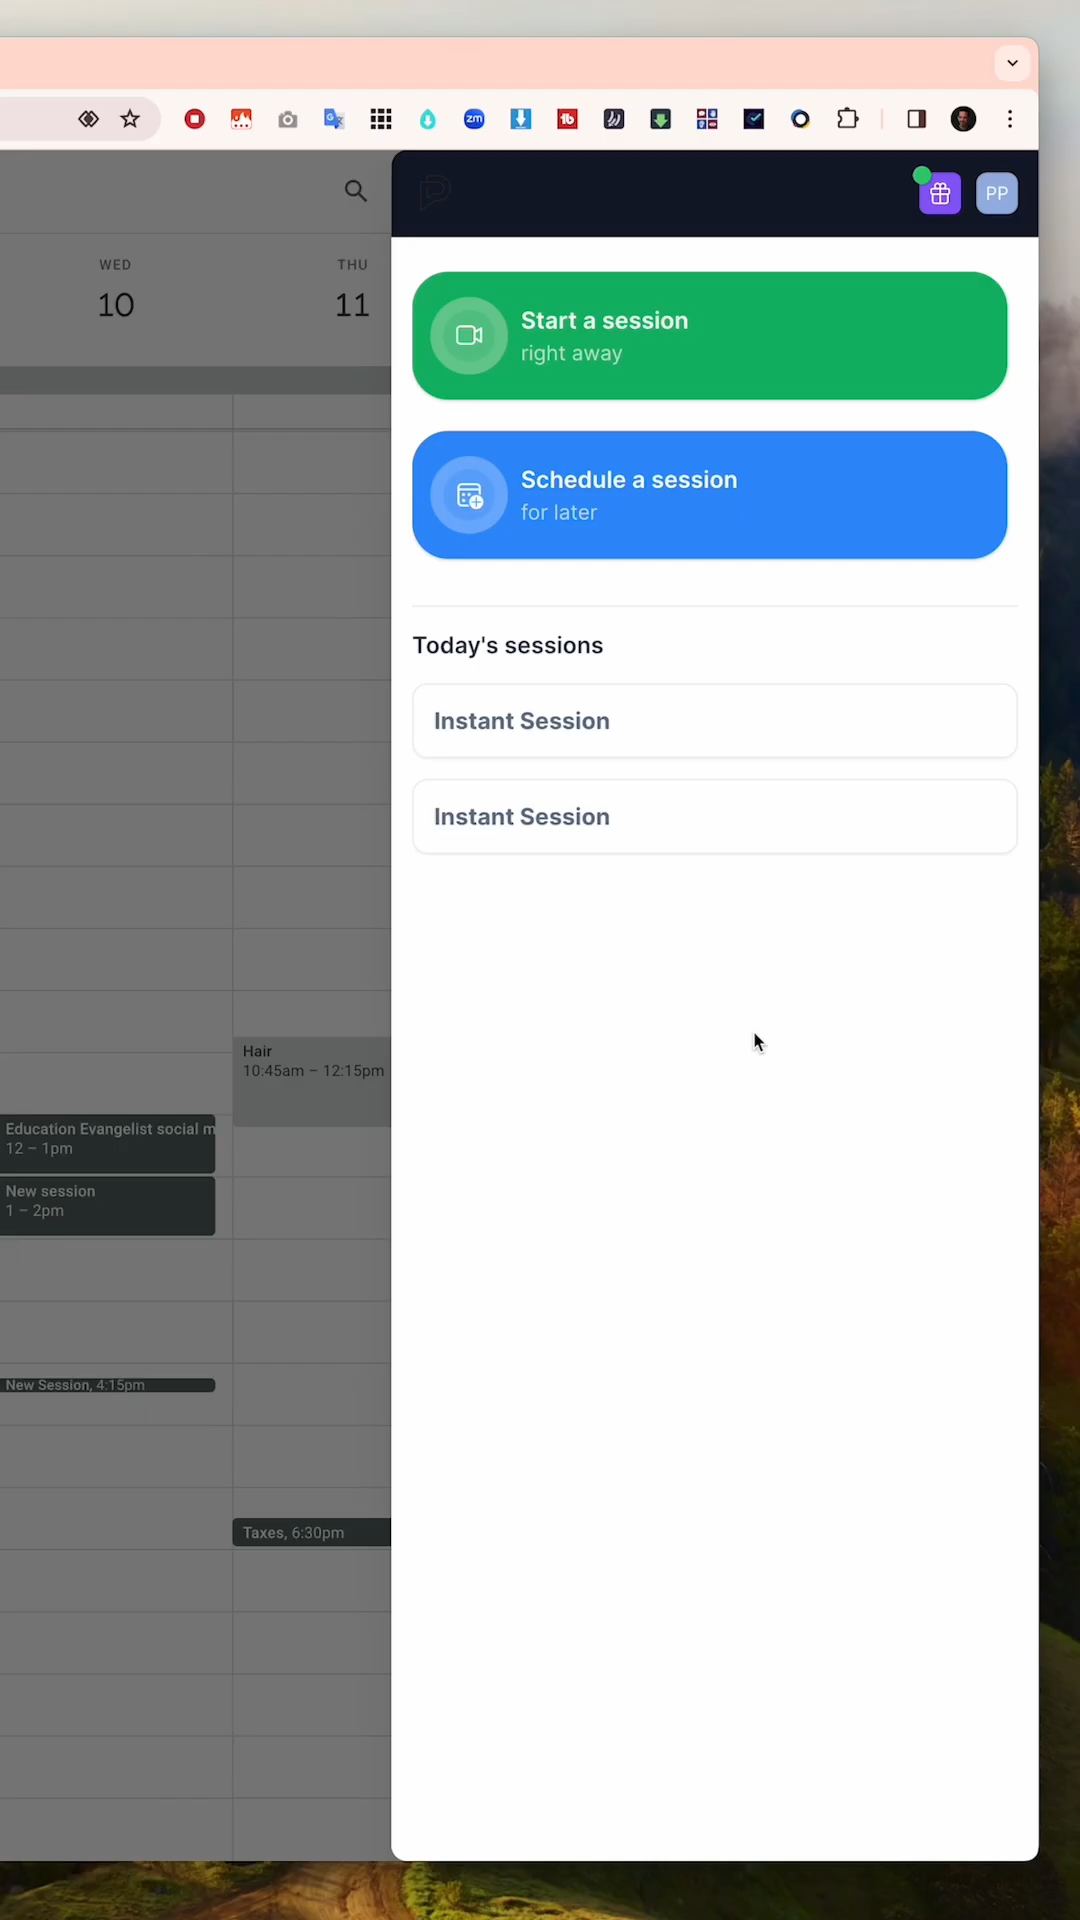 zm
tb
PP
WED
THU
10
11
Start a session
right away
Schedule a session
for later
Today's sessions
Instant Session
Instant Session
Hair
10:45am – 12:15pm
Education Evangelist social m
12 – 1pm
New session
1 – 2pm
New Session, 4:15pm
Taxes, 6:30pm